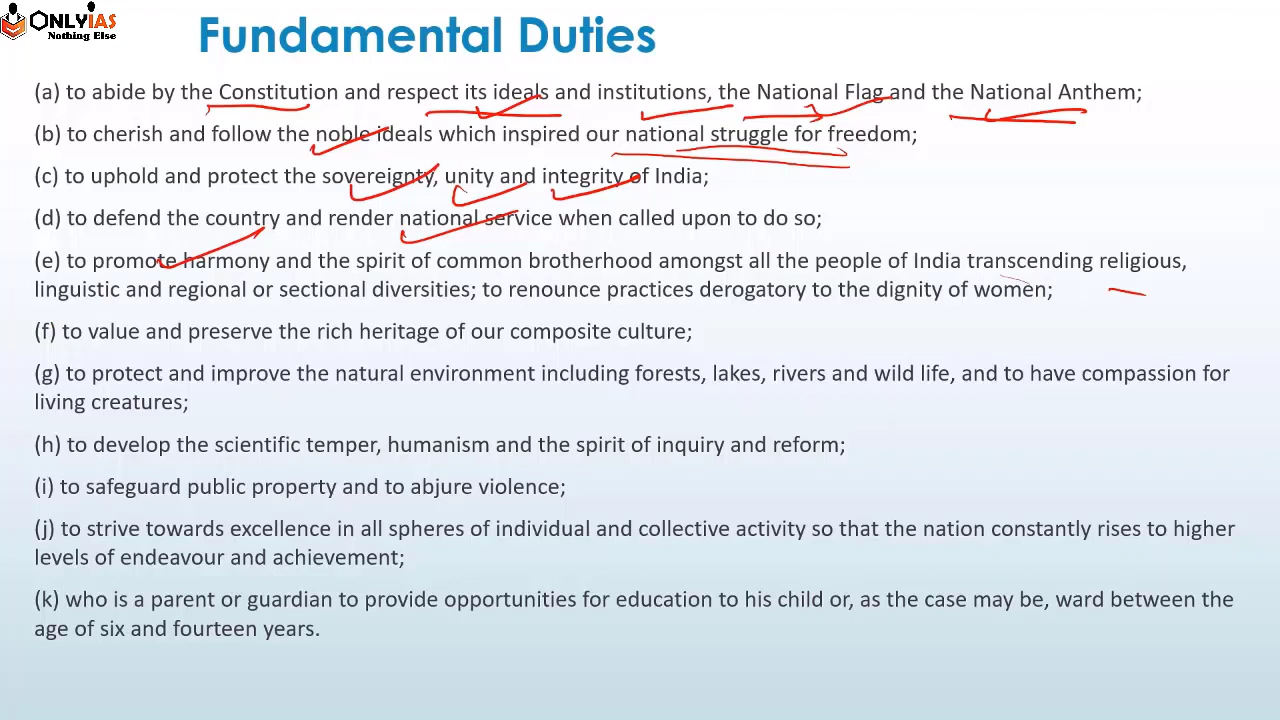 ONLYIAS
Nothing Else
Fundamental Duties
(a) to abide by the Constitution and respect its ideals and institutions, the National Flag and the National Anthem;
(b) to cherish and follow the noble ideals which inspired our national struggle for freedom;
(c) to uphold and protect the sovereignty, unity and integrity of India;
(d) to defend the country and render national service when called upon to do so;
(e) to promote harmony and the spirit of common brotherhood amongst all the people of India transcending religious,
linguistic and regional or sectional diversities; to renounce practices derogatory to the dignity of women;
(f) to value and preserve the rich heritage of our composite culture;
(g) to protect and improve the natural environment including forests, lakes, rivers and wild life, and to have compassion for
living creatures;
(h) to develop the scientific temper, humanism and the spirit of inquiry and reform;
(i) to safeguard public property and to abjure violence;
(j) to strive towards excellence in all spheres of individual and collective activity so that the nation constantly rises to higher
levels of endeavour and achievement;
(k) who is a parent or guardian to provide opportunities for education to his child or, as the case may be, ward between the
age of six and fourteen years.